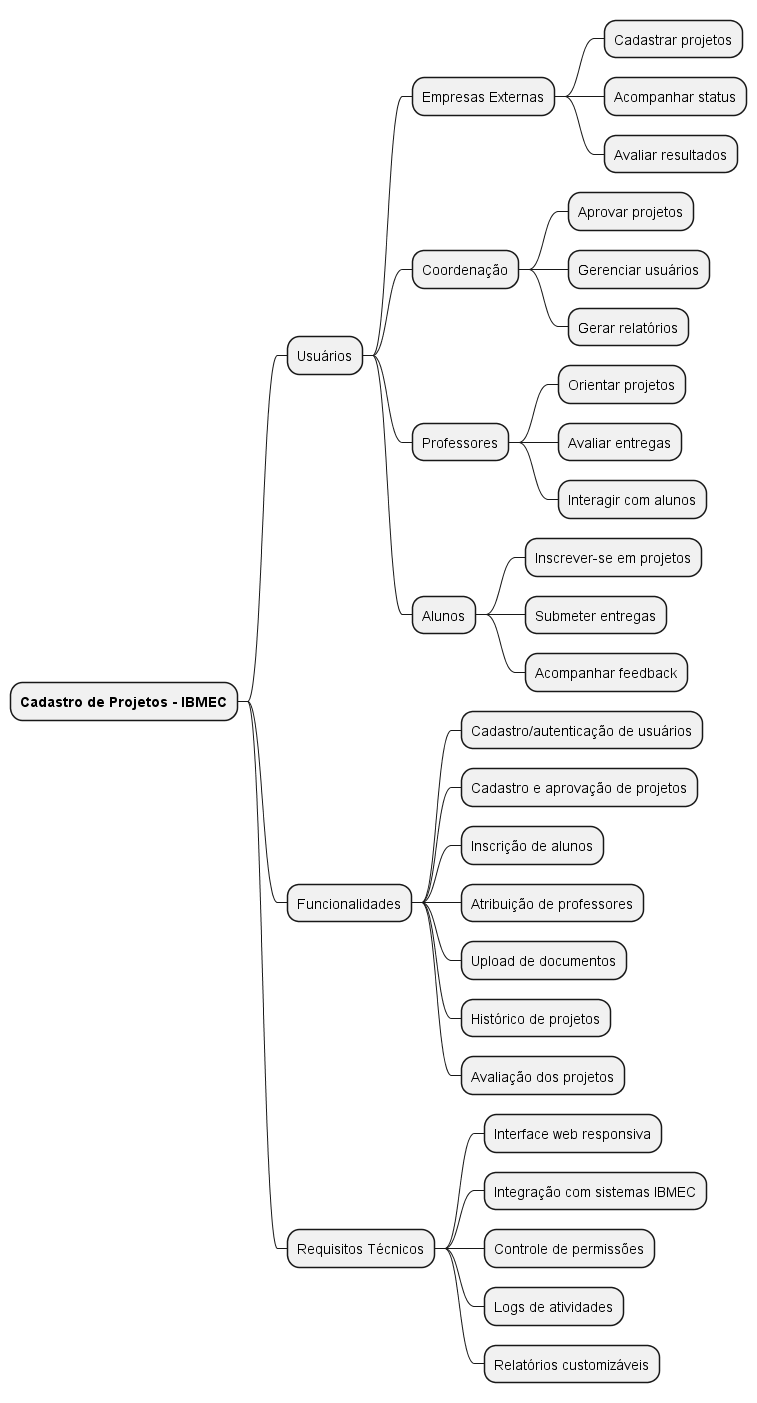 Cadastro de Projetos - IBMEC
Usuários
Empresas Externas
Cadastrar projetos
Acompanhar status
Avaliar resultados
Coordenação
Aprovar projetos
Gerenciar usuários
Gerar relatórios
Professores
Orientar projetos
Avaliar entregas
Interagir com alunos
Alunos
Inscrever-se em projetos
Submeter entregas
Acompanhar feedback
Funcionalidades
Cadastro/autenticação de usuários
Cadastro e aprovação de projetos
Inscrição de alunos
Atribuição de professores
Upload de documentos
Histórico de projetos
Avaliação dos projetos
Requisitos Técnicos
Interface web responsiva
Integração com sistemas IBMEC
Controle de permissões
Logs de atividades
Relatórios customizáveis